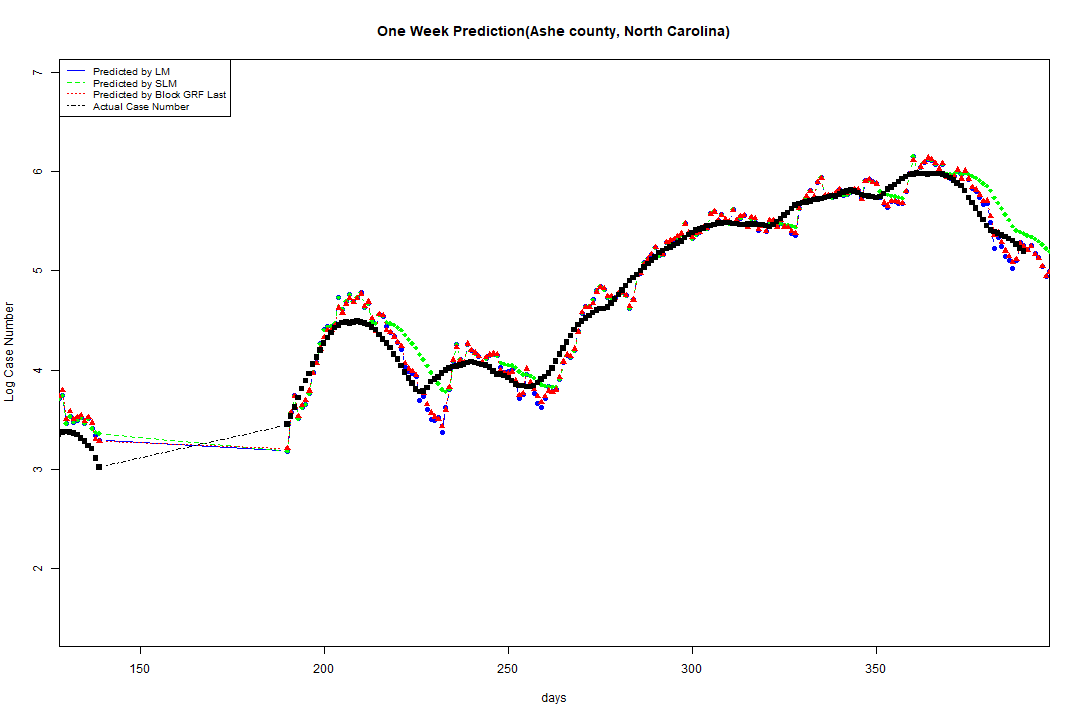 One Week Prediction(Ashe county, North Carolina)
Predicted by LM
Predicted by SLM
Predicted by Block GRF Last
Actual Case Number
7
6
5
4
3
2
Log Case Number
150 200 250 300 350
days